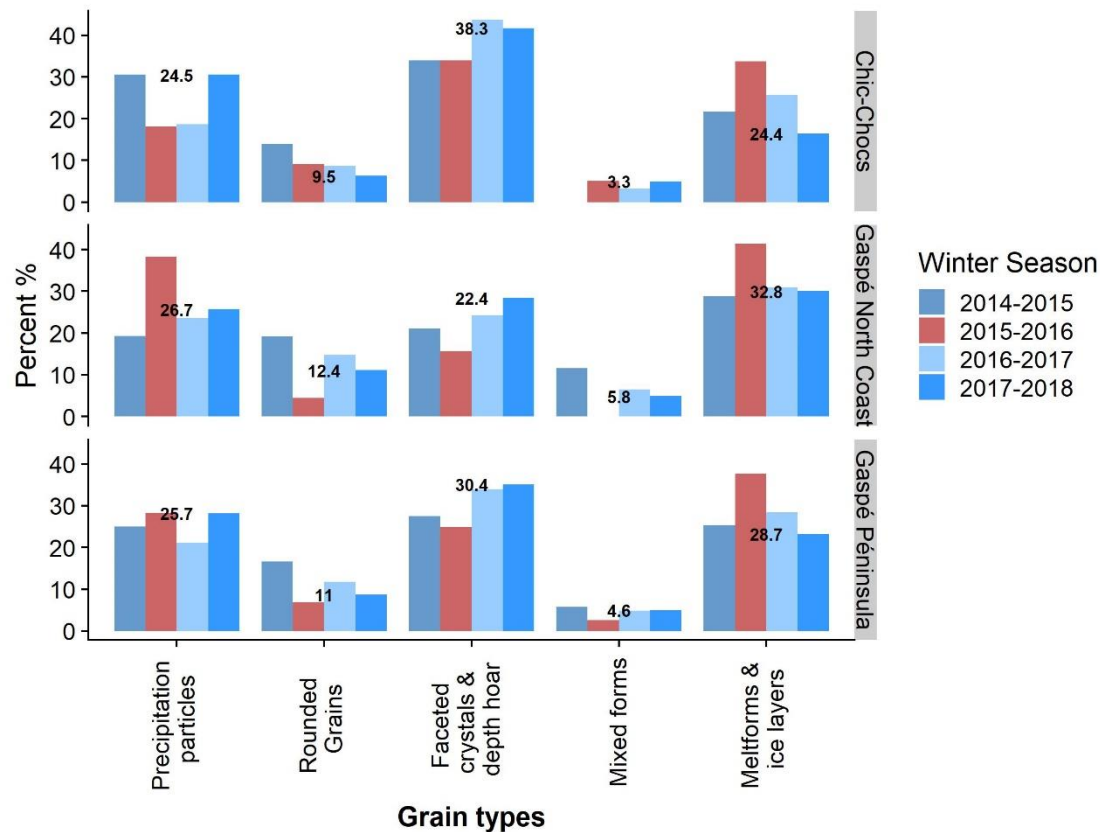 Percent %
40
30
20
10
0
24.5
9.5
38.3
3.3
24.4
Chic-Chocs
40
30
20
10
0
26.7
12.4
22.4
5.8
32.8
Gaspé North Coast
40
30
20
10
0
25.7
11
30.4
4.6
28.7
Gaspé Péninsula
Precipitation
particles
Rounded
Grains
Faceted
crystals &
depth hoar
Mixed forms
Meltforms &
ice layers
Grain types
Winter Season
2014-2015
2015-2016
2016-2017
2017-2018